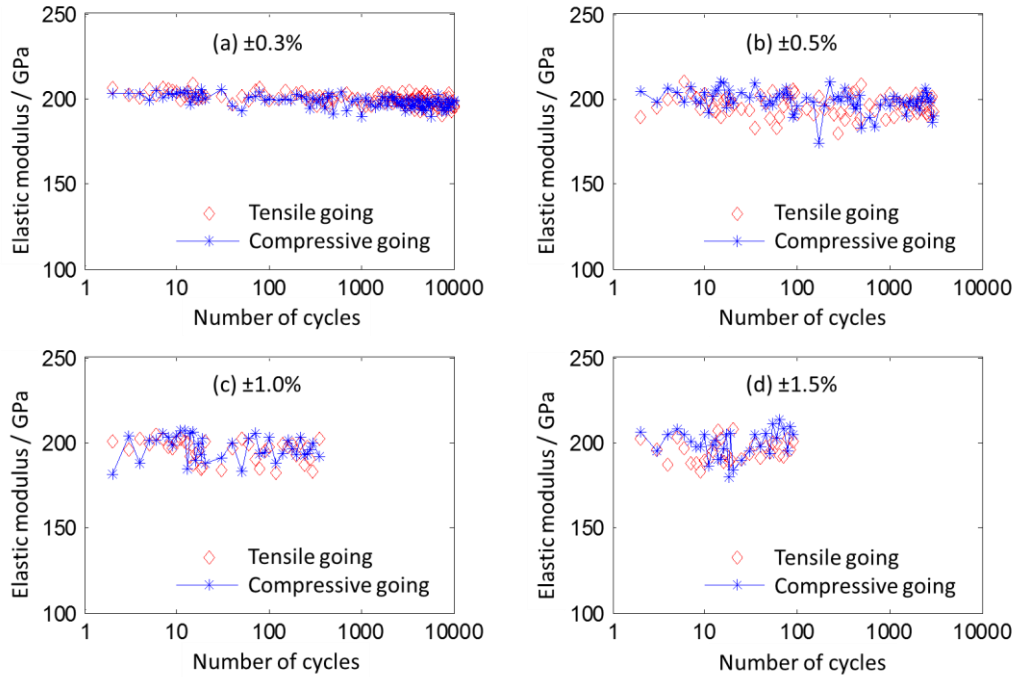 250
200
150
100
Elastic modulus / GPa
(a) ±0.3%
Tensile going
Compressive going
1
10
100
1000
10000
Number of cycles
250
200
150
100
Elastic modulus / GPa
(b) ±0.5%
Tensile going
Compressive going
1
10
100
1000
10000
Number of cycles
250
200
150
100
Elastic modulus / GPa
(c) ±1.0%
Tensile going
Compressive going
1
10
100
1000
10000
Number of cycles
250
200
150
100
Elastic modulus / GPa
(d) ±1.5%
Tensile going
Compressive going
1
10
100
1000
10000
Number of cycles